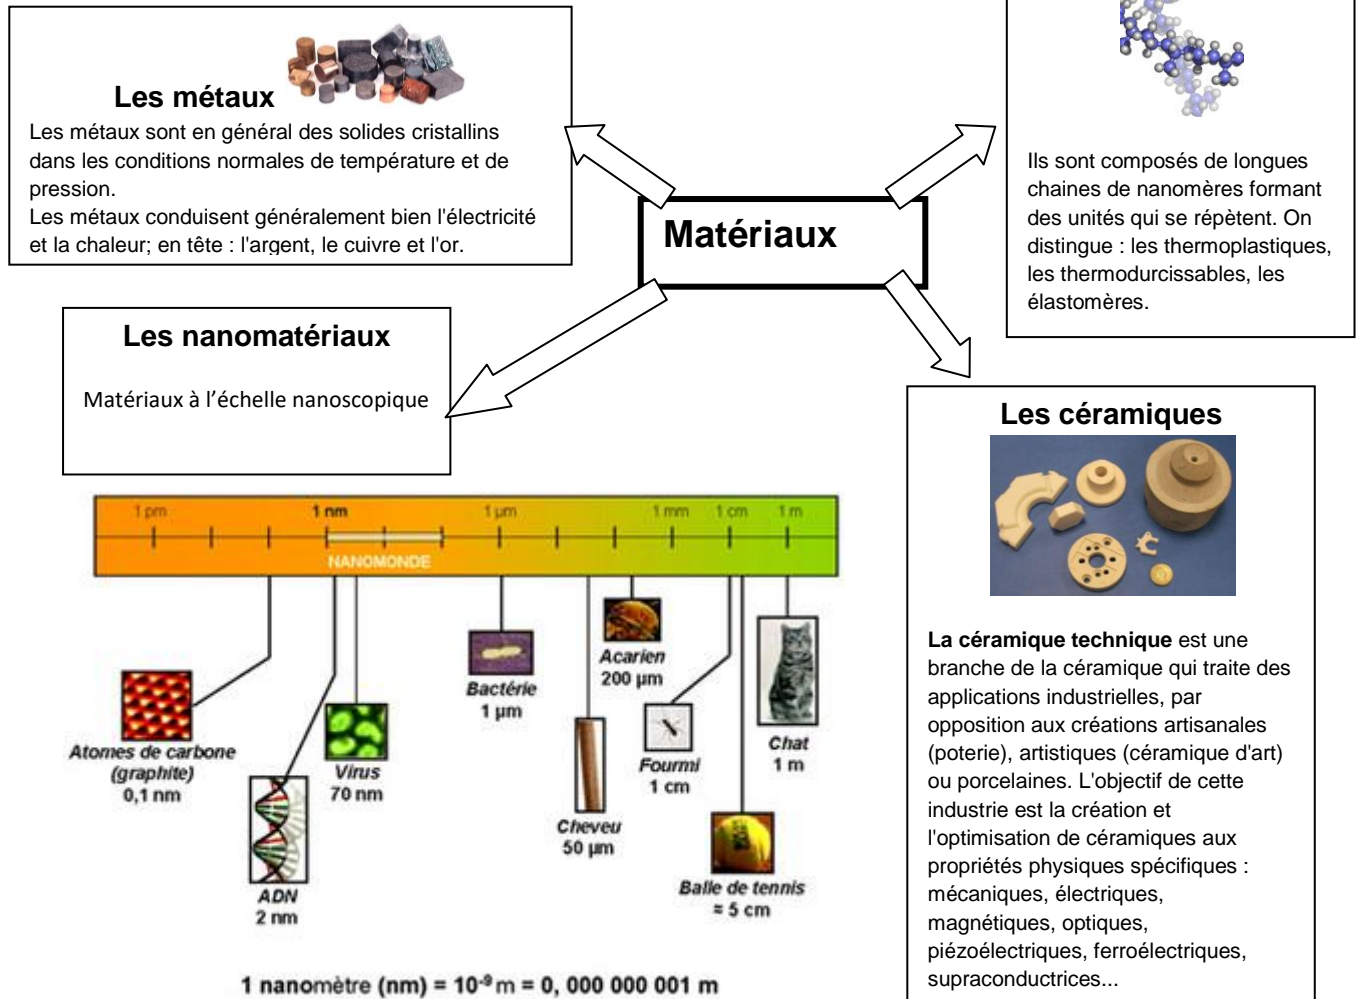 Les métaux
Les métaux sont en général des solides cristallins
dans les conditions normales de température et de
pression.
Les métaux conduisent généralement bien l'électricité
et la chaleur; en tête : l'argent, le cuivre et l'or.
Matériaux
Ils sont composés de longues
chaines de nanomères formant
des unités qui se répètent. On
distingue : les thermoplastiques,
les thermodurcissables, les
élastomères.
Les nanomatériaux
Matériaux à l'échelle nanoscopique
Les céramiques
La céramique technique est une
branche de la céramique qui traite des
applications industrielles, par
opposition aux créations artisanales
(poterie), artistiques (céramique d'art)
ou porcelaines. L'objectif de cette
industrie est la création et
l'optimisation de céramiques aux
propriétés physiques spécifiques :
mécaniques, électriques,
magnétiques, optiques,
piézoélectriques, ferroélectriques,
supraconductrices...
1 pm 1 nm 1 µm 1 mm 1 cm 1 m
NANOMONDE
Atomes de carbone
(graphite)
0,1 nm
ADN
2 nm
Virus
70 nm
Bactérie
1 µm
Cheveu
50 µm
Acarien
200 µm
Fourmi
1 cm
Balle de tennis
≈ 5 cm
Chat
1 m
1 nanomètre (nm) = 10⁻⁹ m = 0, 000 000 001 m